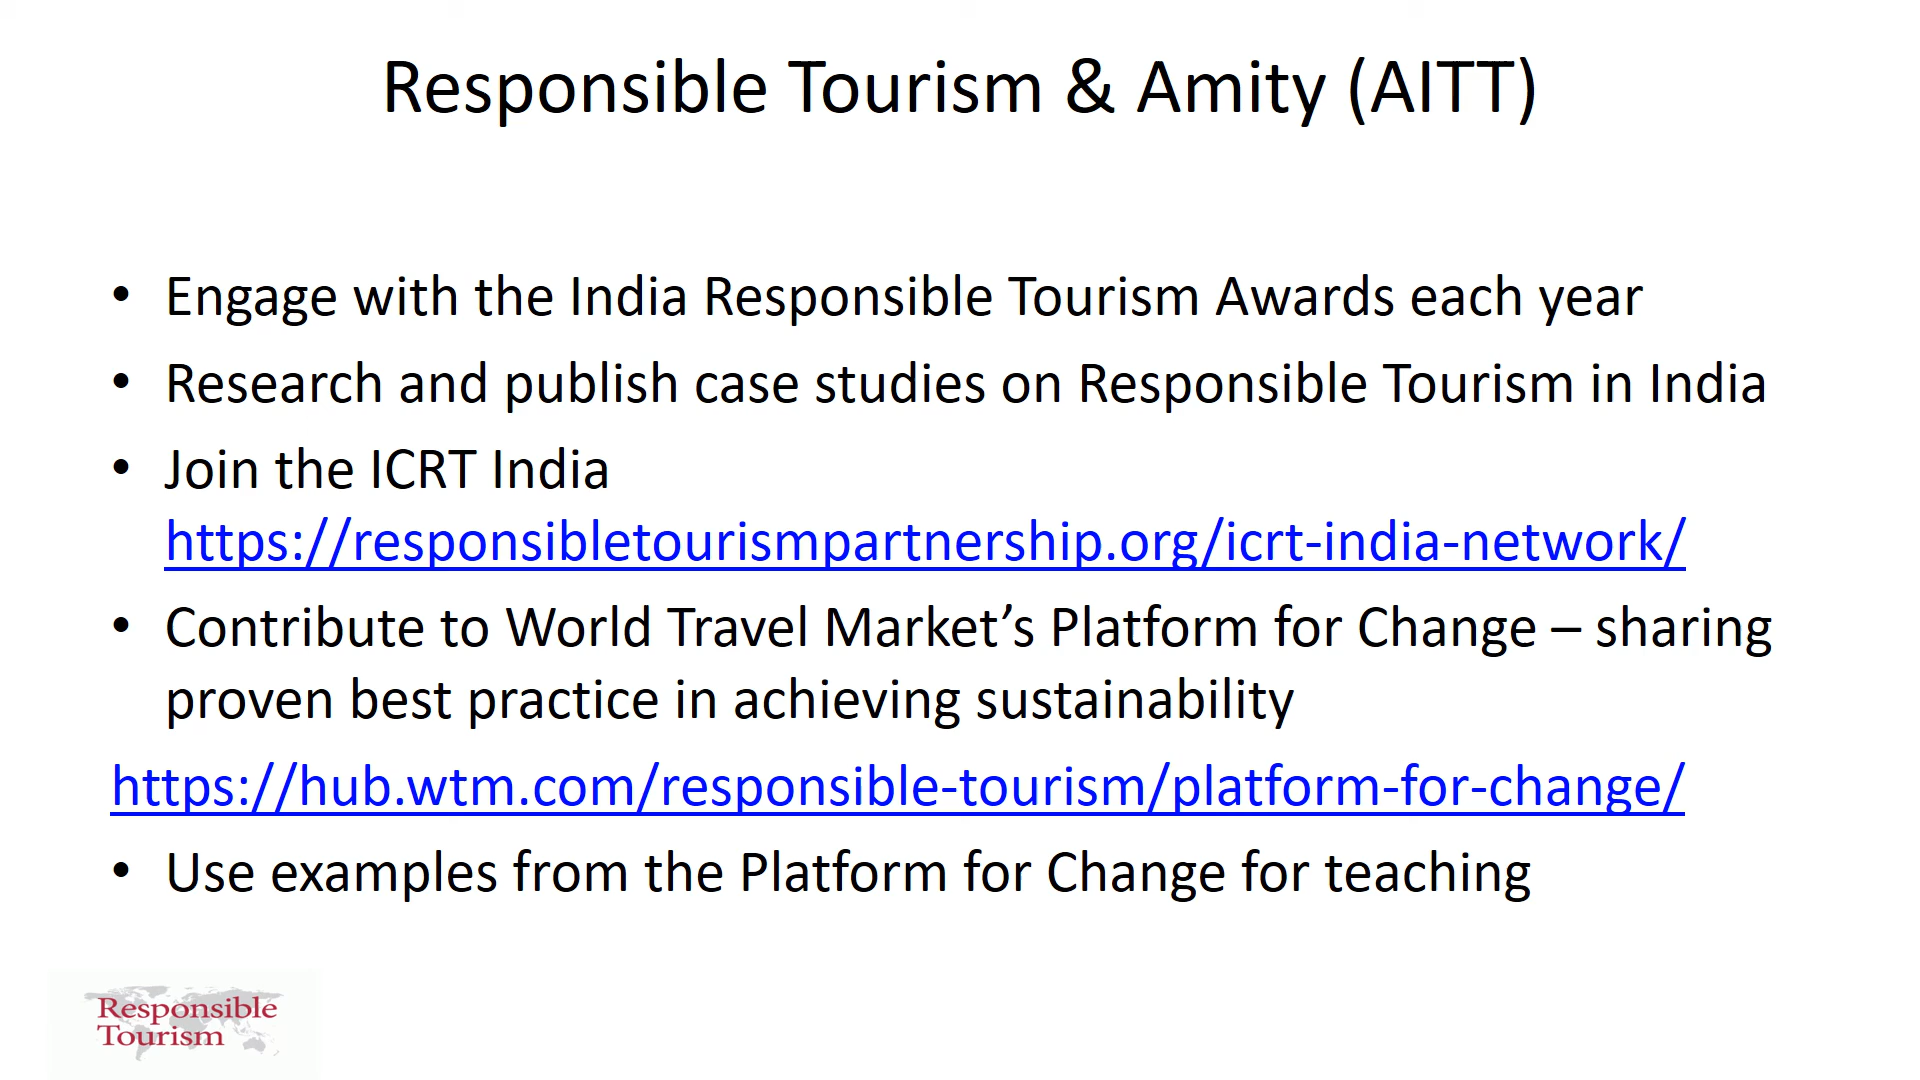 Responsible Tourism & Amity (AITT)
• Engage with the India Responsible Tourism Awards each year
• Research and publish case studies on Responsible Tourism in India
• Join the ICRT India
https://responsibletourismpartnership.org/icrt-india-network/
• Contribute to World Travel Market’s Platform for Change – sharing
proven best practice in achieving sustainability
https://hub.wtm.com/responsible-tourism/platform-for-change/
• Use examples from the Platform for Change for teaching
Responsible
Tourism